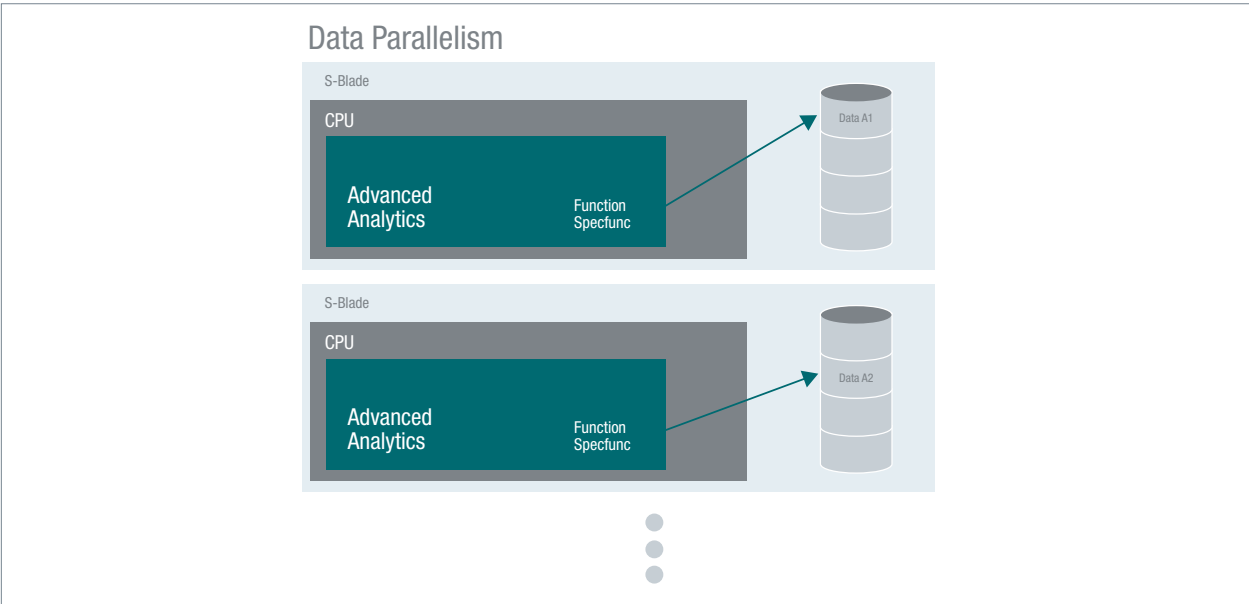 Data Parallelism
S-Blade
CPU
Advanced
Analytics
Function
Specfunc
Data A1
S-Blade
CPU
Advanced
Analytics
Function
Specfunc
Data A2